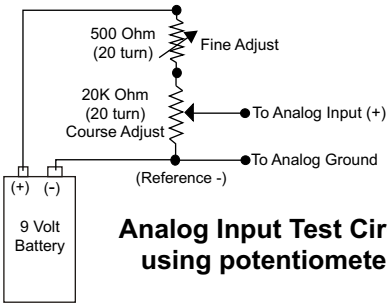 500 Ohm
(20 turn)
Fine Adjust
20K Ohm
(20 turn)
Course Adjust
To Analog Input (+)
To Analog Ground
(Reference -)
(+) (-)
9 Volt
Battery
Analog Input Test Cir
using potentiomete